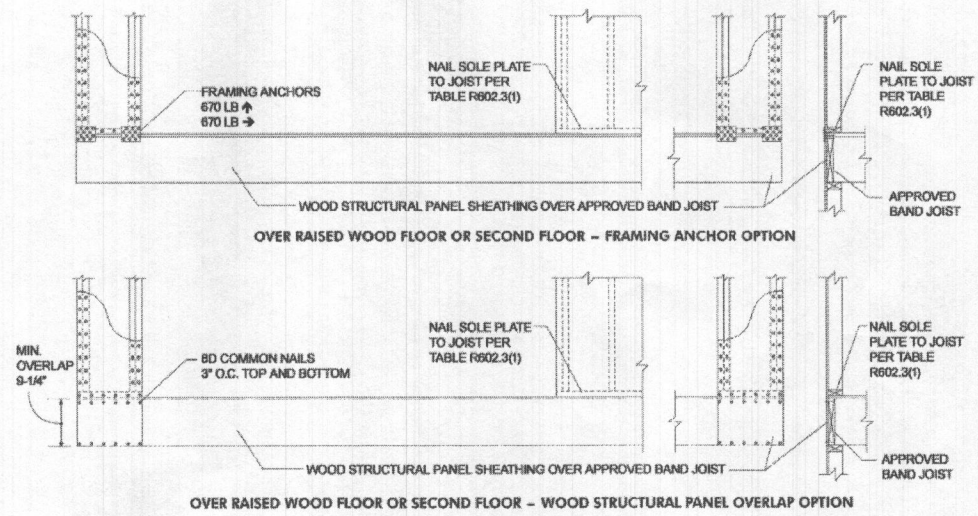 FRAMING ANCHORS
670 LB ↑
670 LB →
NAIL SOLE PLATE
TO JOIST PER
TABLE R602.3(1)
NAIL SOLE
PLATE TO JOIST
PER TABLE
R602.3(1)
WOOD STRUCTURAL PANEL SHEATHING OVER APPROVED BAND JOIST
APPROVED
BAND JOIST
OVER RAISED WOOD FLOOR OR SECOND FLOOR – FRAMING ANCHOR OPTION
MIN.
OVERLAP
9-1/4"
8D COMMON NAILS
3" O.C. TOP AND BOTTOM
NAIL SOLE PLATE
TO JOIST PER
TABLE R602.3(1)
NAIL SOLE
PLATE TO JOIST
PER TABLE
R602.3(1)
WOOD STRUCTURAL PANEL SHEATHING OVER APPROVED BAND JOIST
APPROVED
BAND JOIST
OVER RAISED WOOD FLOOR OR SECOND FLOOR – WOOD STRUCTURAL PANEL OVERLAP OPTION